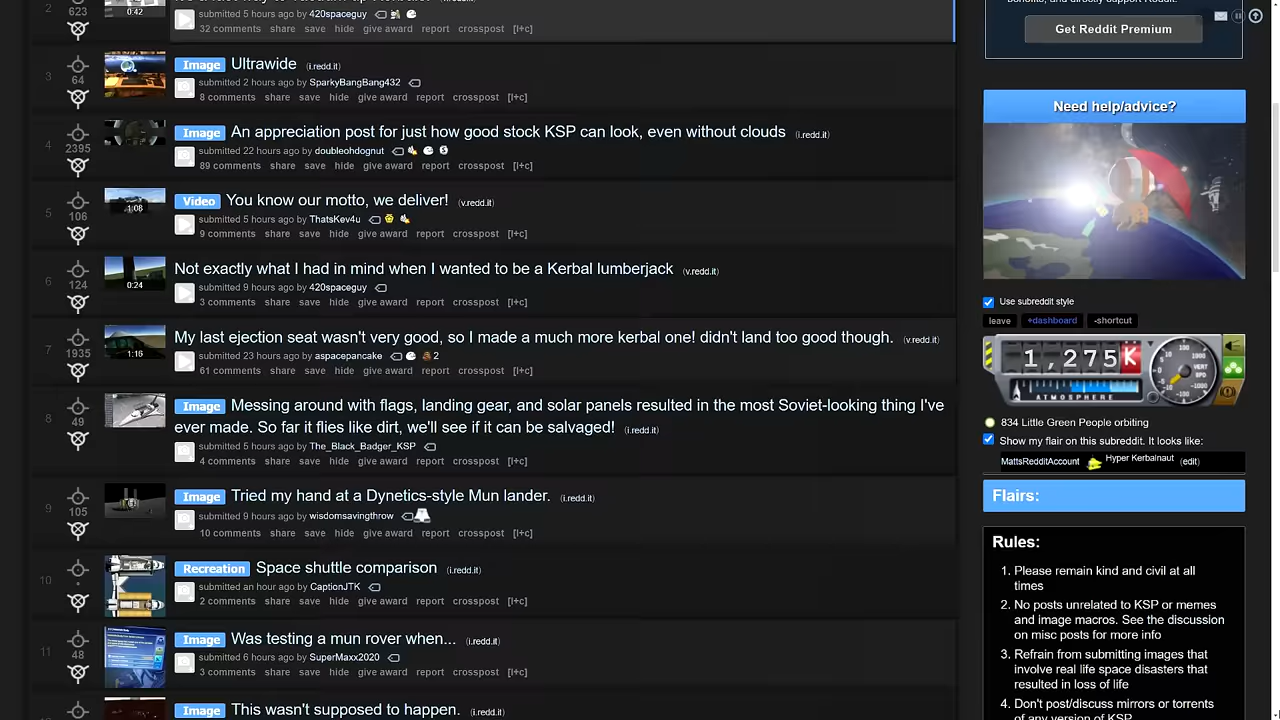 2
623
0:42
submitted 5 hours ago by 420spaceguy
32 comments share save hide give award report crosspost [l+c]
3
64
Image Ultrawide (i.redd.it)
submitted 2 hours ago by SparkyBangBang432
8 comments share save hide give award report crosspost [l+c]
4
2395
Image An appreciation post for just how good stock KSP can look, even without clouds (i.redd.it)
submitted 22 hours ago by doubleohdognut
89 comments share save hide give award report crosspost [l+c]
5
106
1:08
Video You know our motto, we deliver! (v.redd.it)
submitted 5 hours ago by ThatsKev4u
9 comments share save hide give award report crosspost [l+c]
6
124
0:24
Not exactly what I had in mind when I wanted to be a Kerbal lumberjack (v.redd.it)
submitted 9 hours ago by 420spaceguy
3 comments share save hide give award report crosspost [l+c]
7
1935
1:16
My last ejection seat wasn't very good, so I made a much more kerbal one! didn't land too good though. (v.redd.it)
submitted 23 hours ago by aspacepancake 2
61 comments share save hide give award report crosspost [l+c]
8
49
Image Messing around with flags, landing gear, and solar panels resulted in the most Soviet-looking thing I've
ever made. So far it flies like dirt, we'll see if it can be salvaged! (i.redd.it)
submitted 5 hours ago by The_Black_Badger_KSP
4 comments share save hide give award report crosspost [l+c]
9
105
Image Tried my hand at a Dynetics-style Mun lander. (i.redd.it)
submitted 9 hours ago by wisdomsavingthrow
10 comments share save hide give award report crosspost [l+c]
10
Recreation Space shuttle comparison (i.redd.it)
submitted an hour ago by CaptionJTK
2 comments share save hide give award report crosspost [l+c]
11
48
Image Was testing a mun rover when... (i.redd.it)
submitted 6 hours ago by SuperMaxx2020
3 comments share save hide give award report crosspost [l+c]
Image This wasn't supposed to happen. (i.redd.it)
Get Reddit Premium
Need help/advice?
Use subreddit style
leave +dashboard -shortcut
1,275K
ATMOSPHERE
834 Little Green People orbiting
Show my flair on this subreddit. It looks like:
MattsRedditAccount Hyper Kerbalnaut (edit)
Flairs:
Rules:
1. Please remain kind and civil at all
times
2. No posts unrelated to KSP or memes
and image macros. See the discussion
on misc posts for more info
3. Refrain from submitting images that
involve real life space disasters that
resulted in loss of life
4. Don't post/discuss mirrors or torrents
of any version of KSP